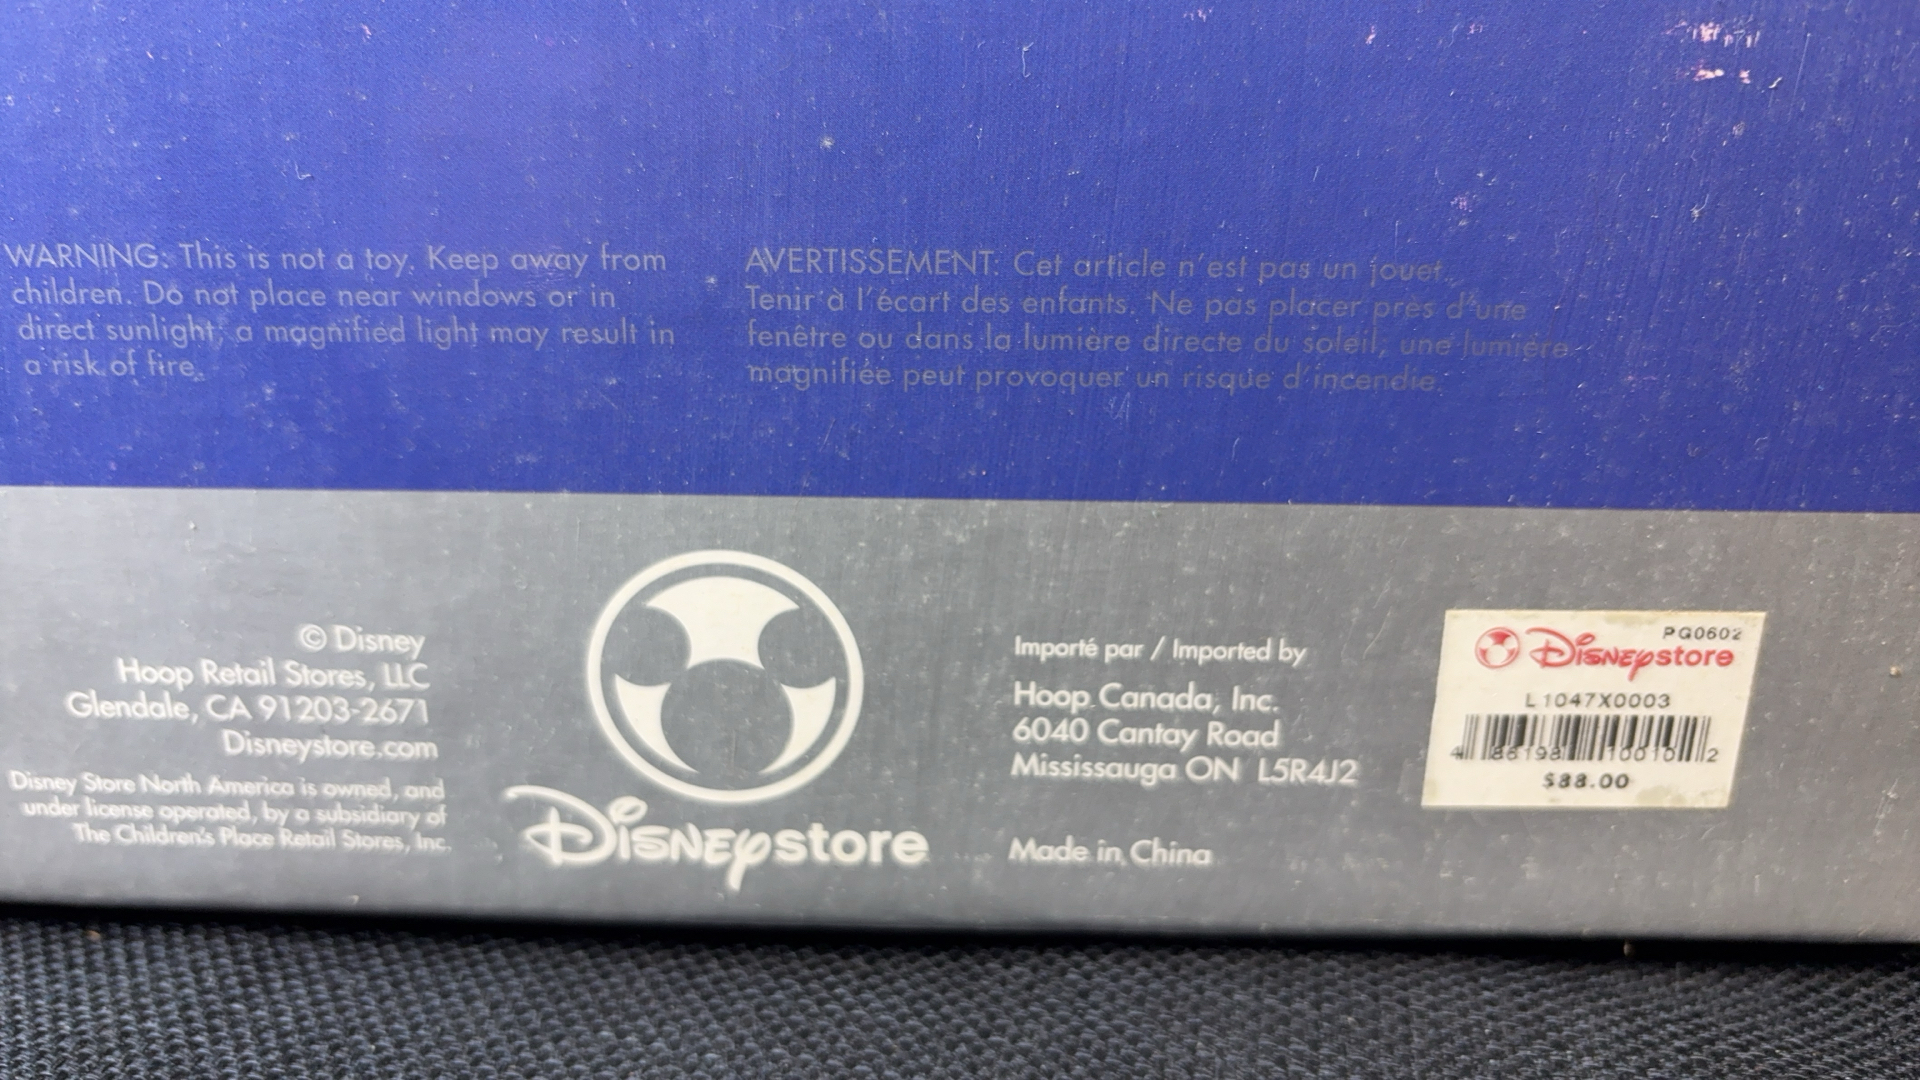 WARNING: This is not a toy. Keep away from
children. Do not place near windows or in
direct sunlight, a magnified light may result in
a risk of fire.
AVERTISSEMENT: Cet article n'est pas un jouet.
Tenir à l'écart des enfants. Ne pas placer près d'une
fenêtre ou dans la lumière directe du soleil, une lumière
magnifiée peut provoquer un risque d'incendie.
© Disney
Hoop Retail Stores, LLC
Glendale, CA 91203-2671
Disneystore.com
Disney Store North America is owned, and
under license operated, by a subsidiary of
The Children's Place Retail Stores, Inc.
Disney store
Importé par / Imported by
Hoop Canada, Inc.
6040 Cantay Road
Mississauga ON L5R4J2
Made in China
PG0602
Disney store
L1047X0003
$88.00